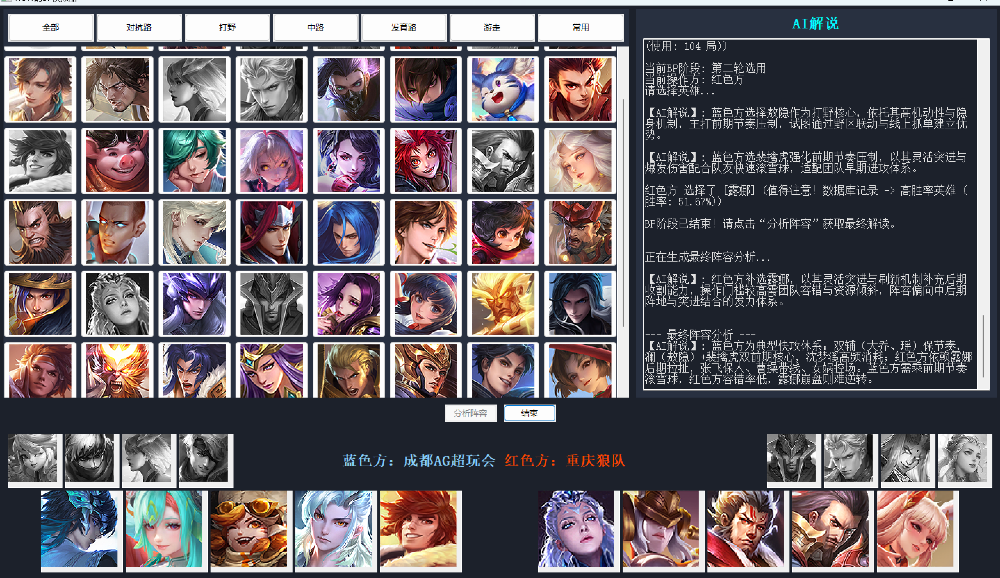 全部
对抗路
打野
中路
发育路
游走
常用
AI解说
(使用: 104 局))
当前BP阶段: 第二轮选用
当前操作方: 红色方
请选择英雄...
【AI解说】: 蓝色方选择敖隐作为打野核心，依托其高机动性与隐
身机制，主打前期节奏压制，试图通过野区联动与线上抓单建立优
势。
【AI解说】: 蓝色方选裴擒虎强化前期节奏压制，以其灵活突进与
爆发伤害配合队友快速滚雪球，适配团队早期进攻体系。
红色方 选择了 [露娜] (值得注意! 数据库记录 -> 高胜率英雄 (
胜率: 51.67%))
BP阶段已结束! 请点击“分析阵容”获取最终解读。
正在生成最终阵容分析...
【AI解说】: 红色方补选露娜，以其灵活突进与刷新机制补充后期
收割能力，操作门槛较高需团队容错与资源倾斜，阵容偏向中后期
阵地与突进结合的发力体系。
--- 最终阵容分析 ---
【AI解说】: 蓝色方为典型快攻体系：双辅（大乔、瑶）保节奏，
澜（敖隐）+裴擒虎双前期核心，沈梦溪高频消耗；红色方依赖露娜
后期拉扯，张飞保人、曹操带线、女娲控场。蓝色方需乘前期节奏
滚雪球，红色方容错率低，露娜崩盘则难逆转。
分析阵容
结束
蓝色方: 成都AG超玩会 红色方: 重庆狼队